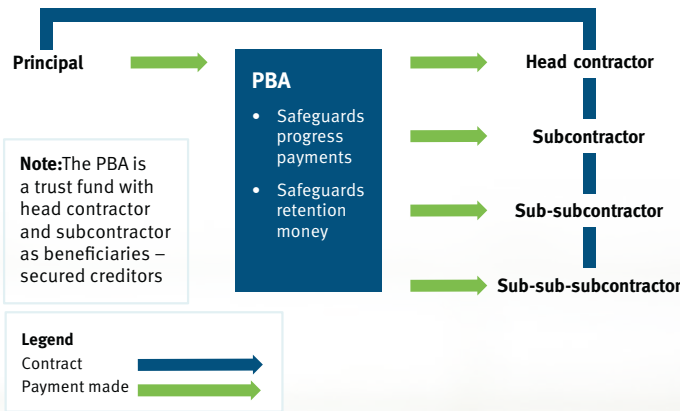 Principal
PBA
• Safeguards
progress
payments
• Safeguards
retention
money
Head contractor
Subcontractor
Sub-subcontractor
Sub-sub-subcontractor
Note:The PBA is
a trust fund with
head contractor
and subcontractor
as beneficiaries –
secured creditors
Legend
Contract
Payment made